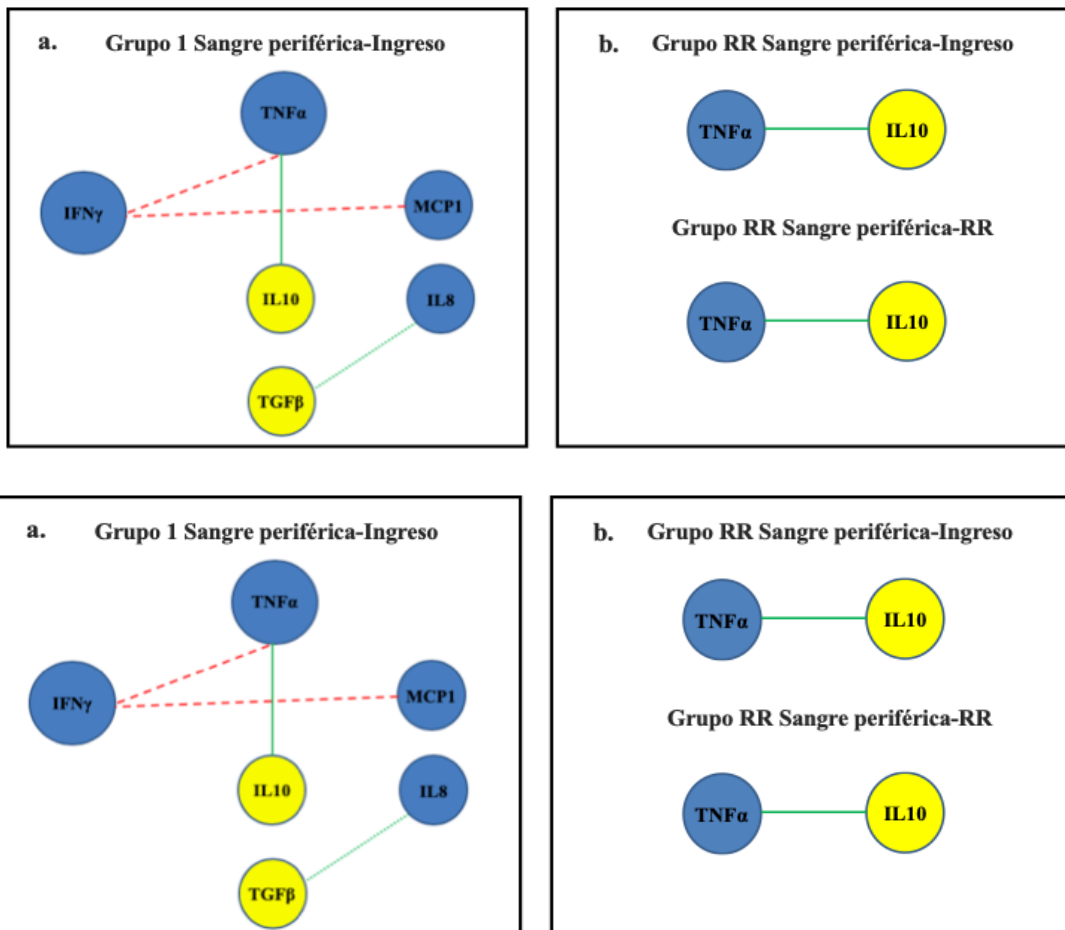 a. Grupo 1 Sangre periférica-Ingreso
TNFα
IFNγ
MCP1
IL10
IL8
TGFβ
b. Grupo RR Sangre periférica-Ingreso
TNFα IL10
Grupo RR Sangre periférica-RR
TNFα IL10
a. Grupo 1 Sangre periférica-Ingreso
TNFα
IFNγ
MCP1
IL10
IL8
TGFβ
b. Grupo RR Sangre periférica-Ingreso
TNFα IL10
Grupo RR Sangre periférica-RR
TNFα IL10